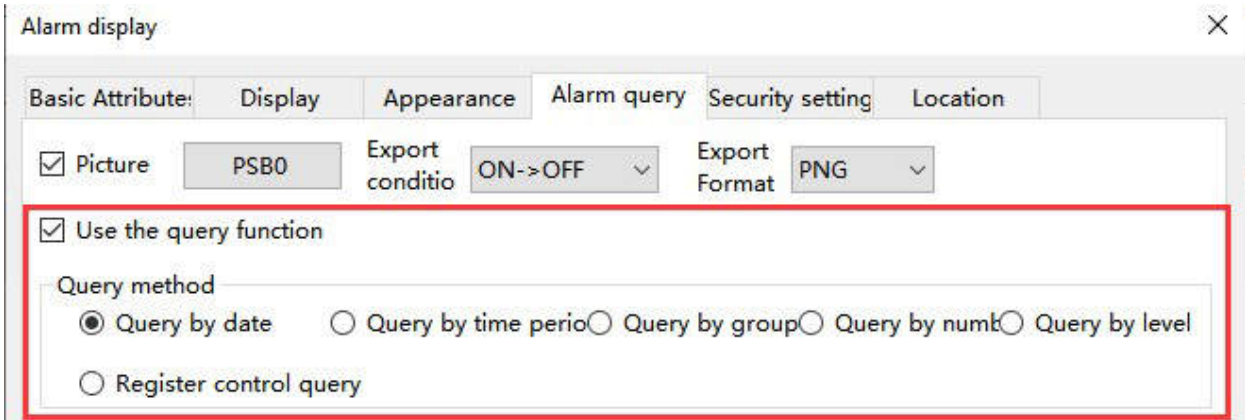 Alarm display
Basic Attribute: Display Appearance Alarm query Security setting Location
Picture PSB0 Export conditio ON->OFF Export Format PNG
Use the query function
Query method
Query by date Query by time perio Query by group Query by numb Query by level
Register control query